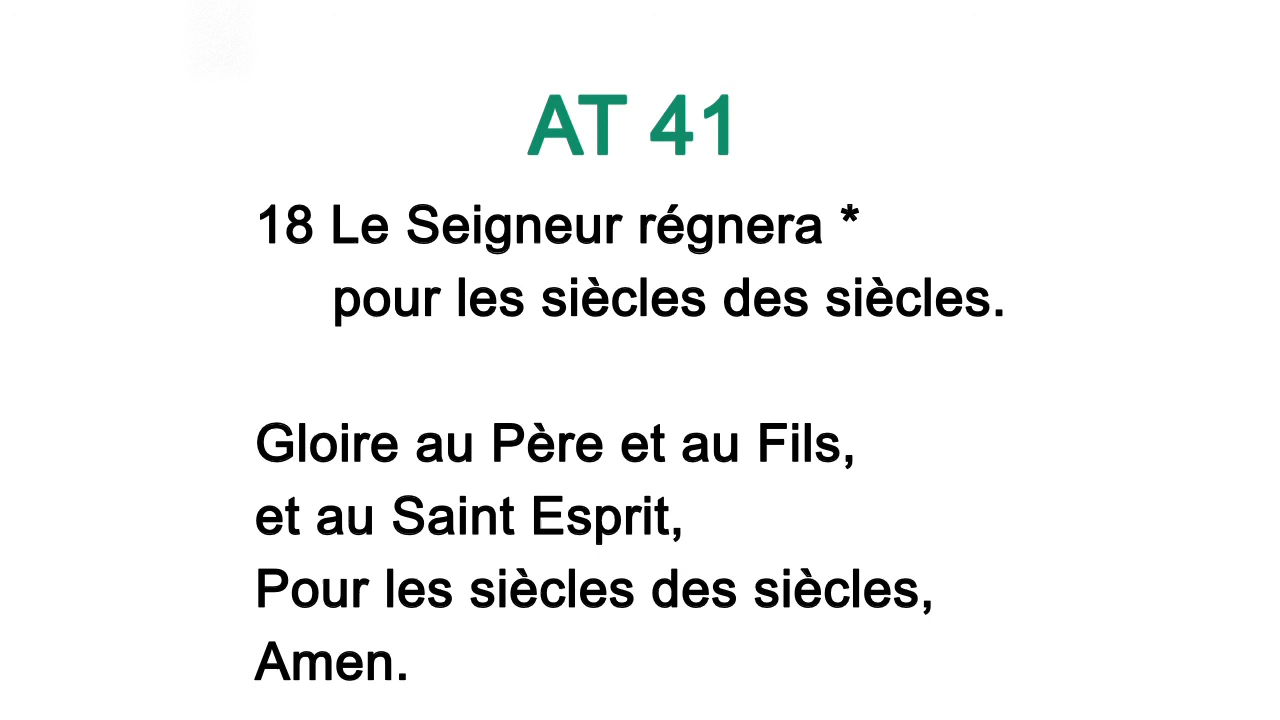 AT 41
18 Le Seigneur régnera *
pour les siècles des siècles.
Gloire au Père et au Fils,
et au Saint Esprit,
Pour les siècles des siècles,
Amen.